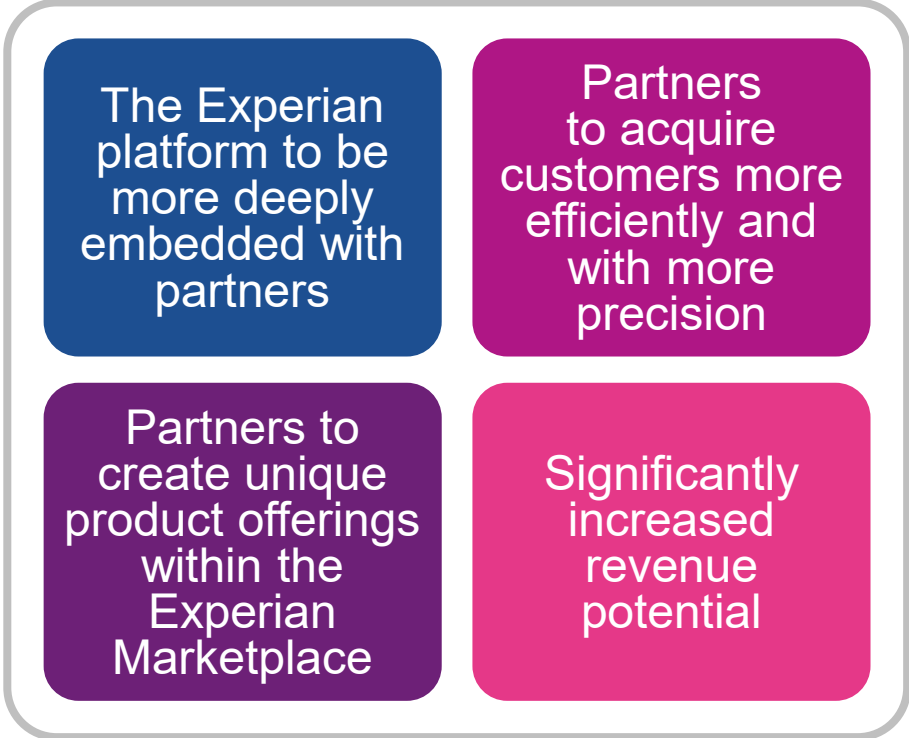 The Experian
platform to be
more deeply
embedded with
partners
Partners
to acquire
customers more
efficiently and
with more
precision
Partners to
create unique
product offerings
within the
Experian
Marketplace
Significantly
increased
revenue
potential